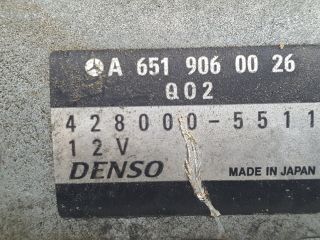 A 651 906 00 26
Q02
428000-5511
12V
DENSO MADE IN JAPAN